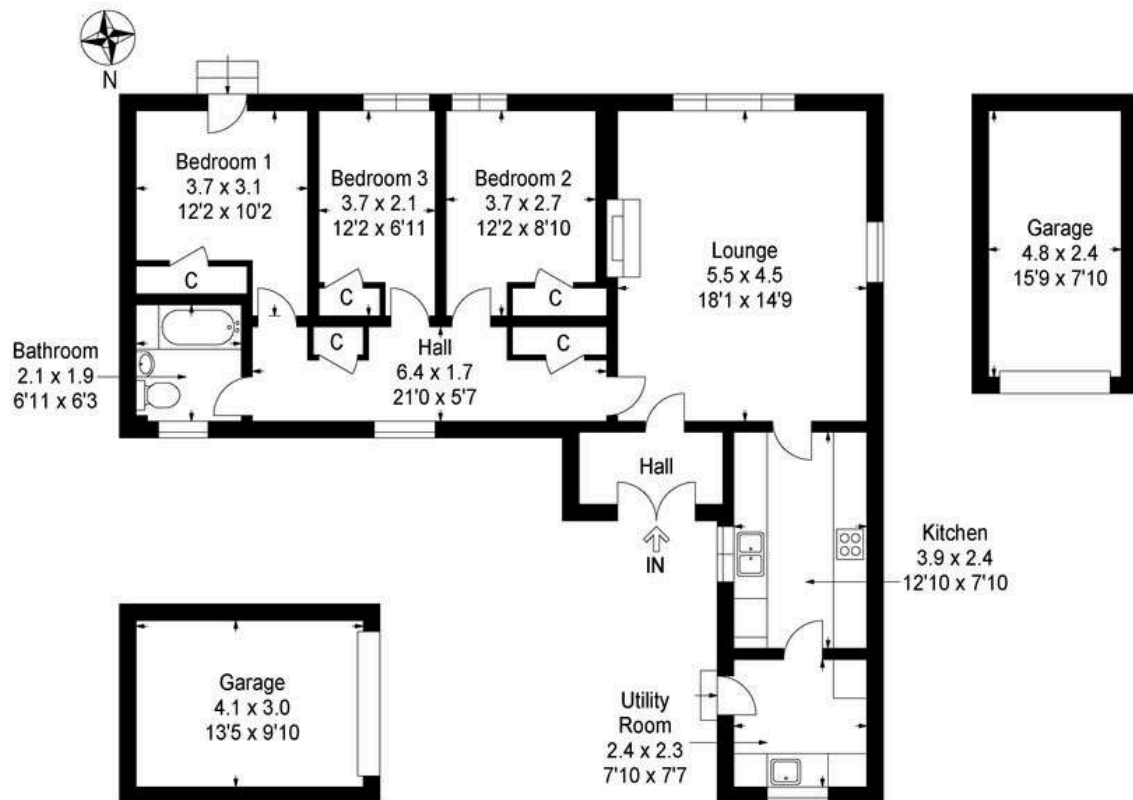 N
Bedroom 1
3.7 x 3.1
12'2 x 10'2
Bedroom 3
3.7 x 2.1
12'2 x 6'11
Bedroom 2
3.7 x 2.7
12'2 x 8'10
Lounge
5.5 x 4.5
18'1 x 14'9
Garage
4.8 x 2.4
15'9 x 7'10
C
C
C
C
C
Bathroom
2.1 x 1.9
6'11 x 6'3
Hall
6.4 x 1.7
21'0 x 5'7
Hall
IN
Kitchen
3.9 x 2.4
12'10 x 7'10
Garage
4.1 x 3.0
13'5 x 9'10
Utility
Room
2.4 x 2.3
7'10 x 7'7